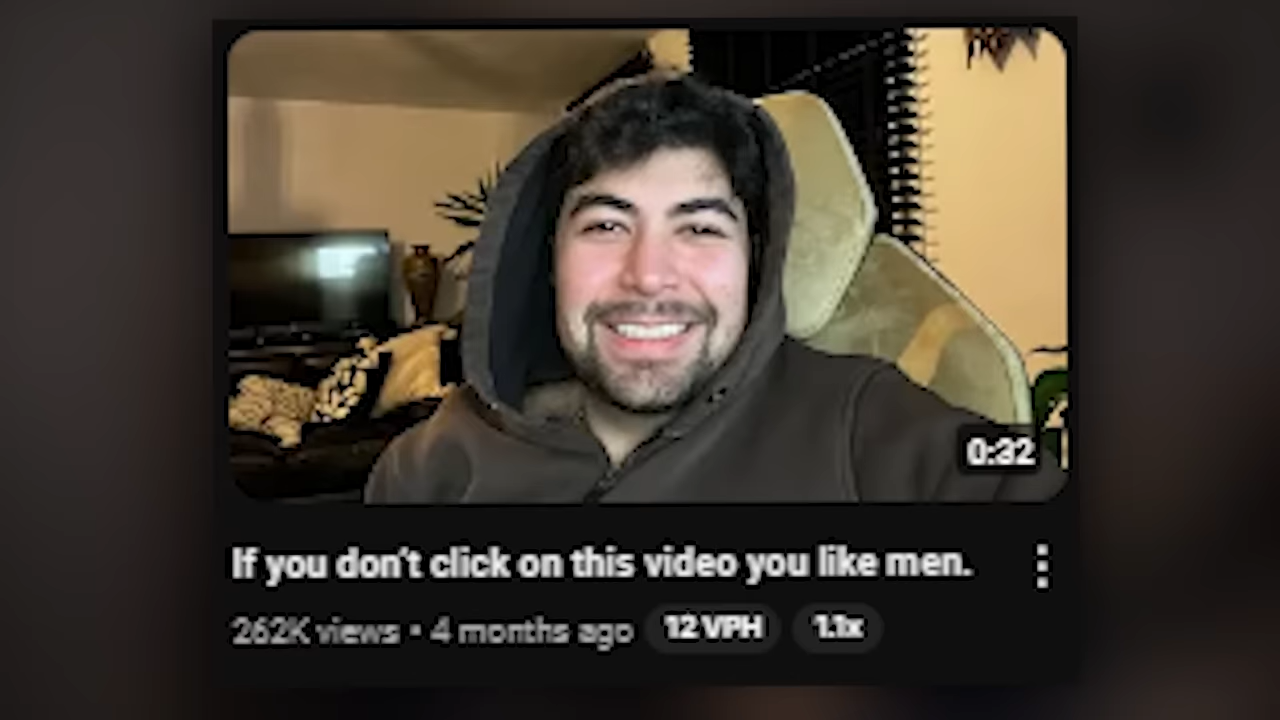 0:32
If you don't click on this video you like men.
262K views • 4 months ago 12 VPH 1.1x